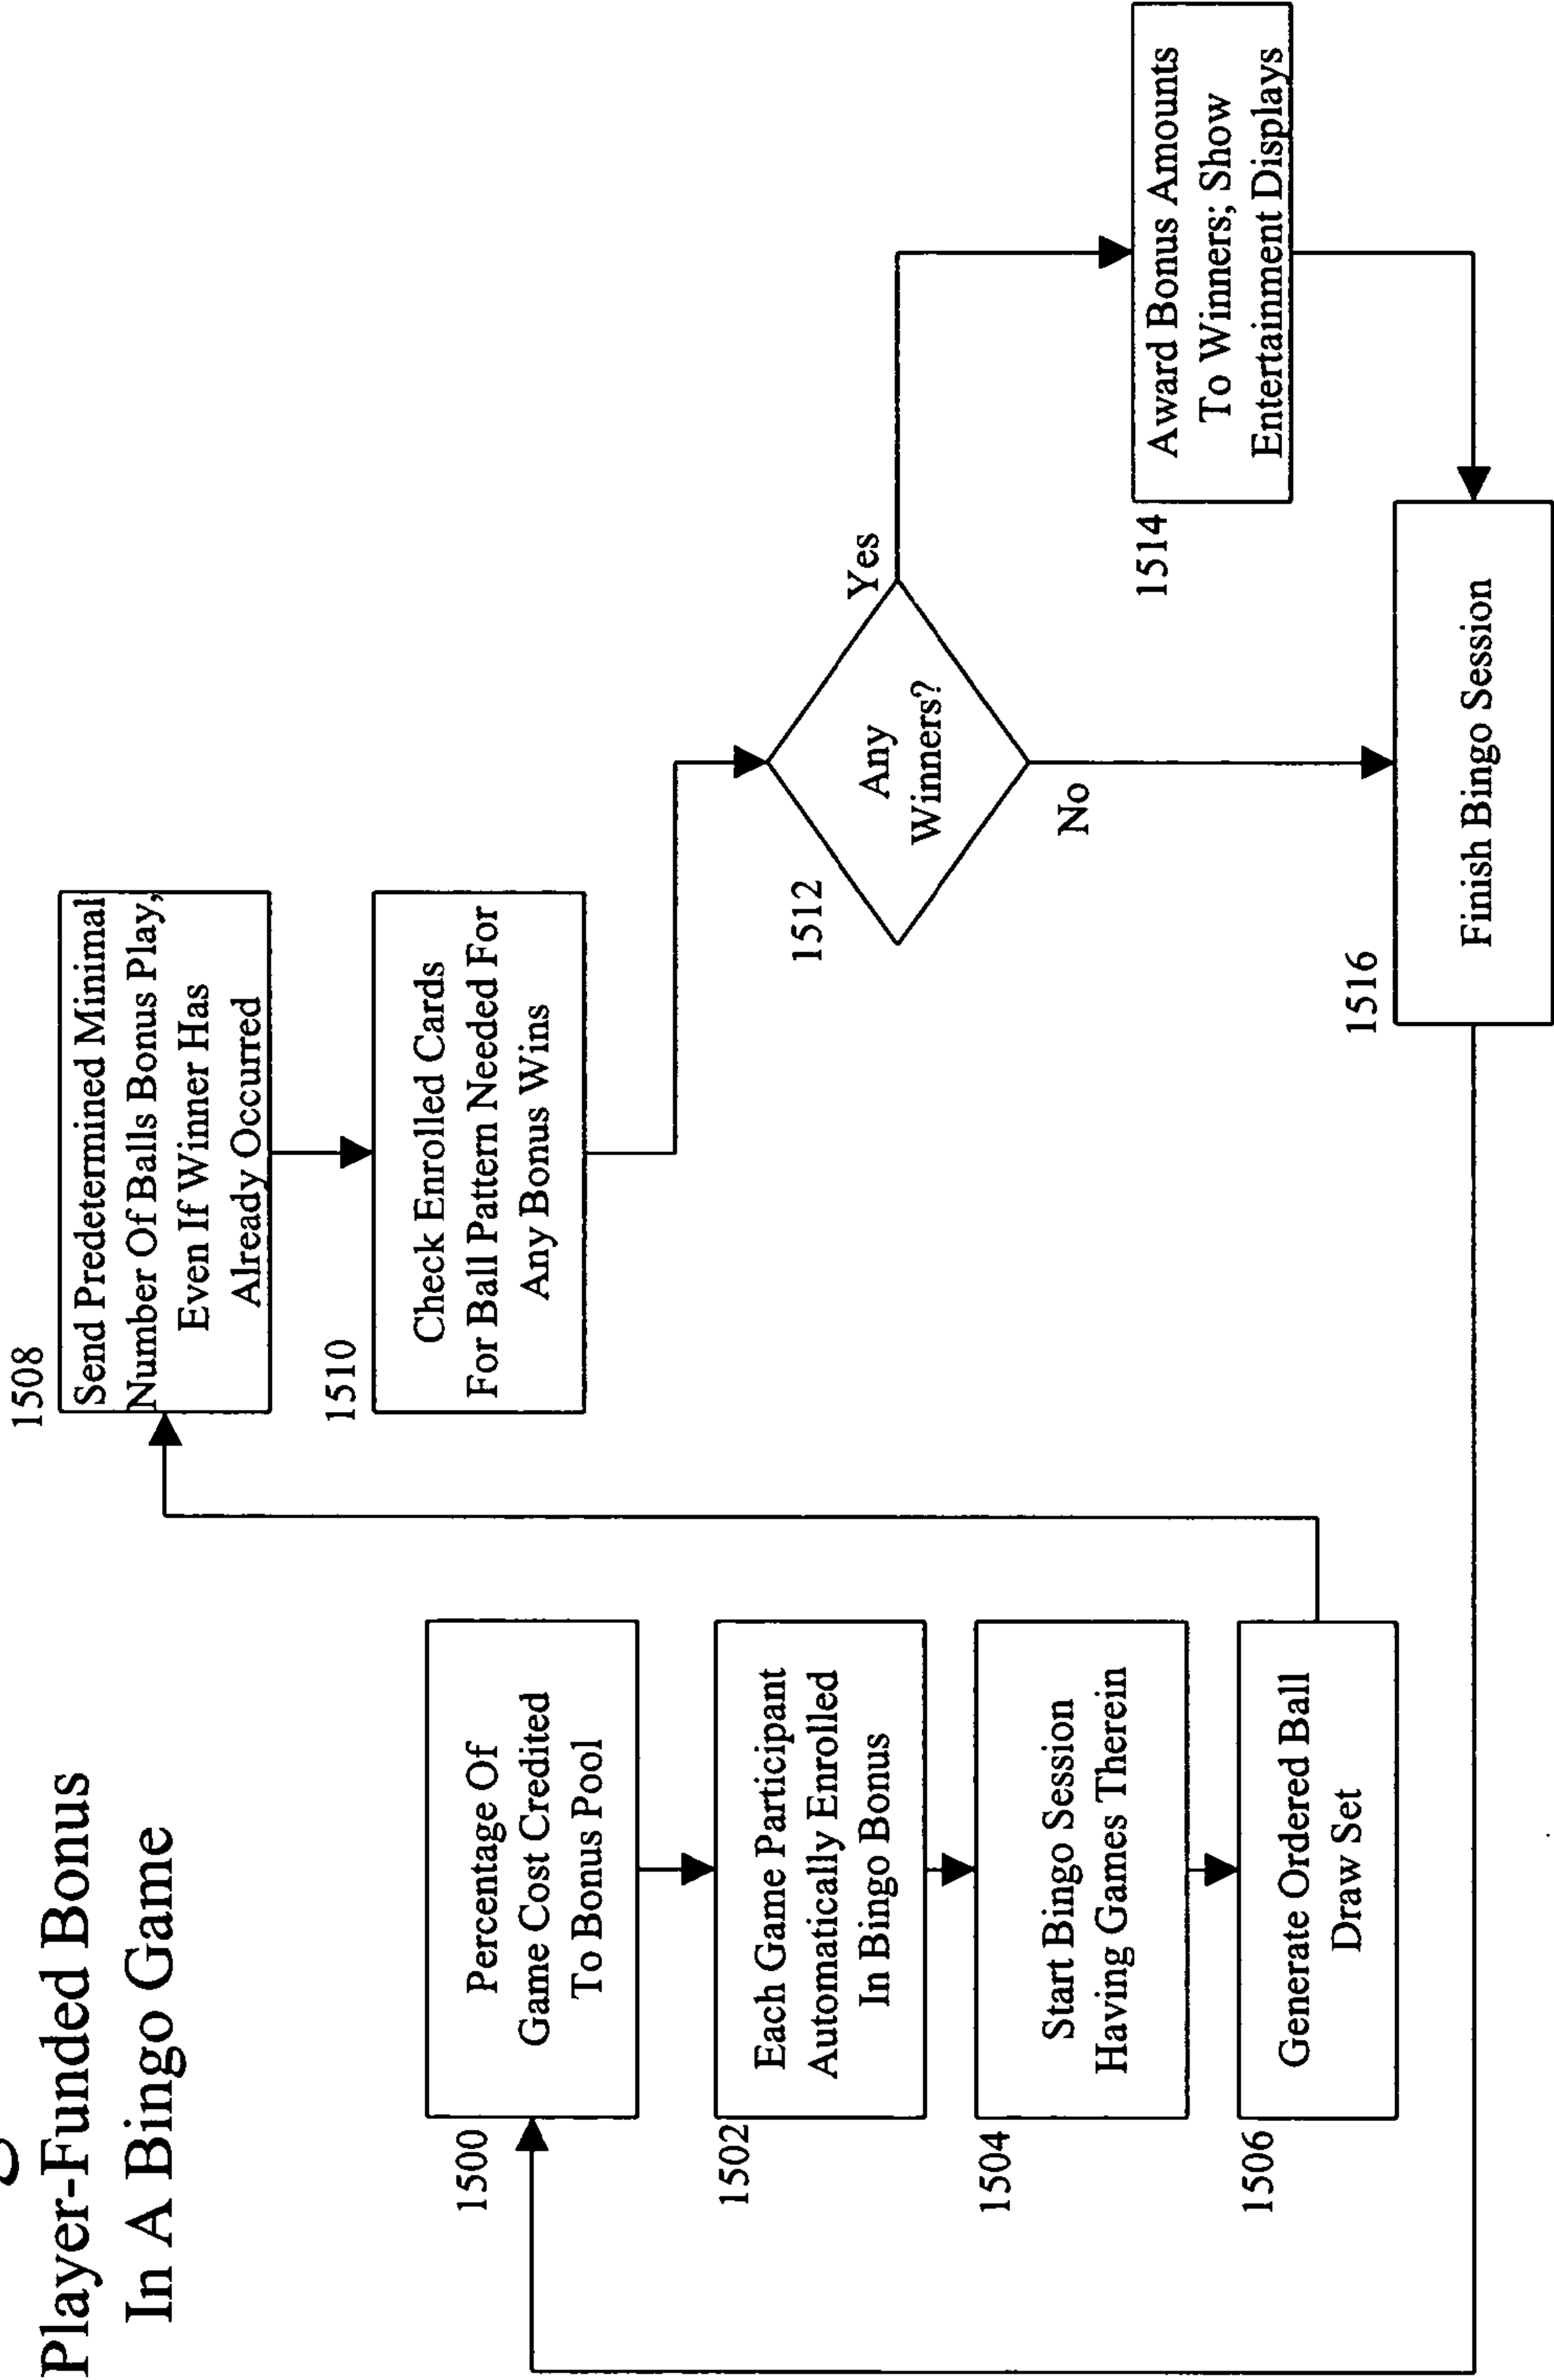 Player-Funded Bonus
In A Bingo Game
1500
Percentage Of
Game Cost Credited
To Bonus Pool
1502
Each Game Participant
Automatically Enrolled
In Bingo Bonus
1504
Start Bingo Session
Having Games Therein
1506
Generate Ordered Ball
Draw Set
1508
Send Predetermined Minimal
Number Of Balls Bonus Play,
Even If Winner Has
Already Occurred
1510
Check Enrolled Cards
For Ball Pattern Needed For
Any Bonus Wins
1512
Any
Winners?
Yes
No
1514
Award Bonus Amounts
To Winners; Show
Entertainment Displays
1516
Finish Bingo Session